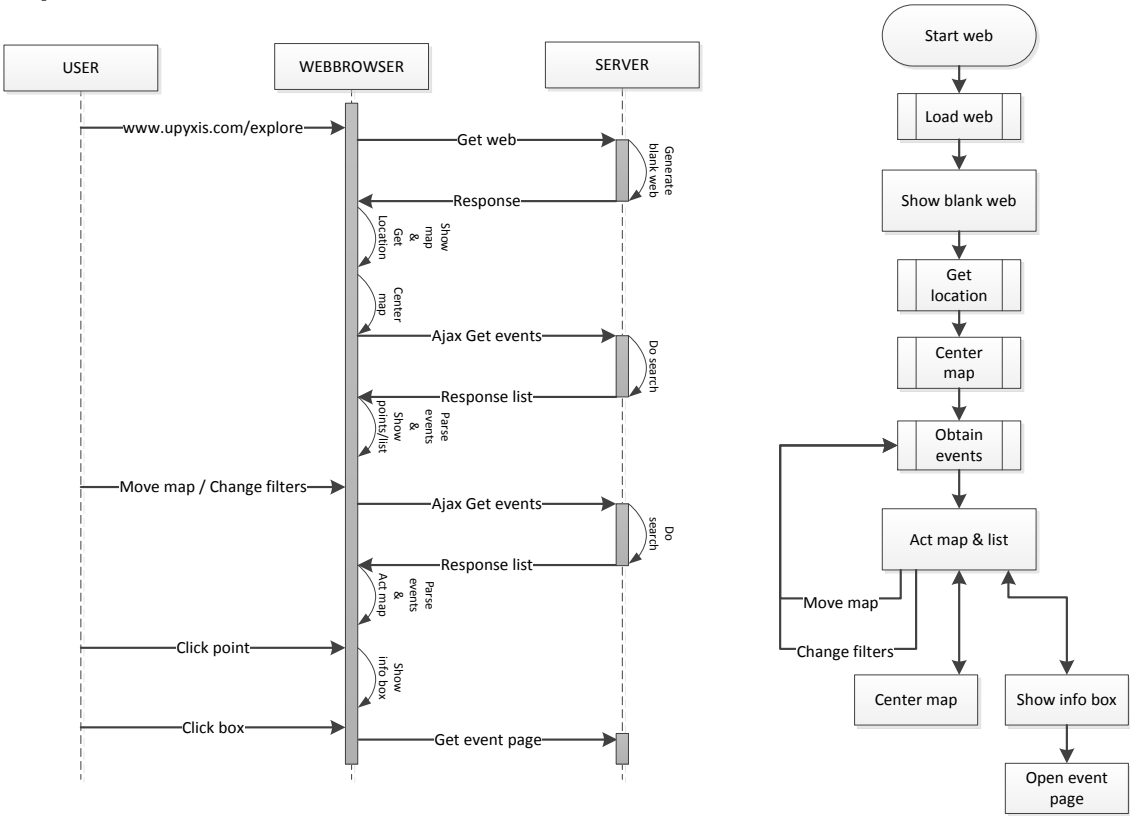 USER
WEBBROWSER
SERVER
www.upyxis.com/explore
Get web
Generate
blank web
Response
Show
map
&
Get
Location
Center
map
Ajax Get events
Do search
Response list
Parse
events
&
Show
points/list
Move map / Change filters
Ajax Get events
Do
search
Response list
Parse
events
&
Act map
Click point
Show
info box
Click box
Get event page
Start web
Load web
Show blank web
Get
location
Center
map
Obtain
events
Act map & list
Move map
Change filters
Center map
Show info box
Open event
page